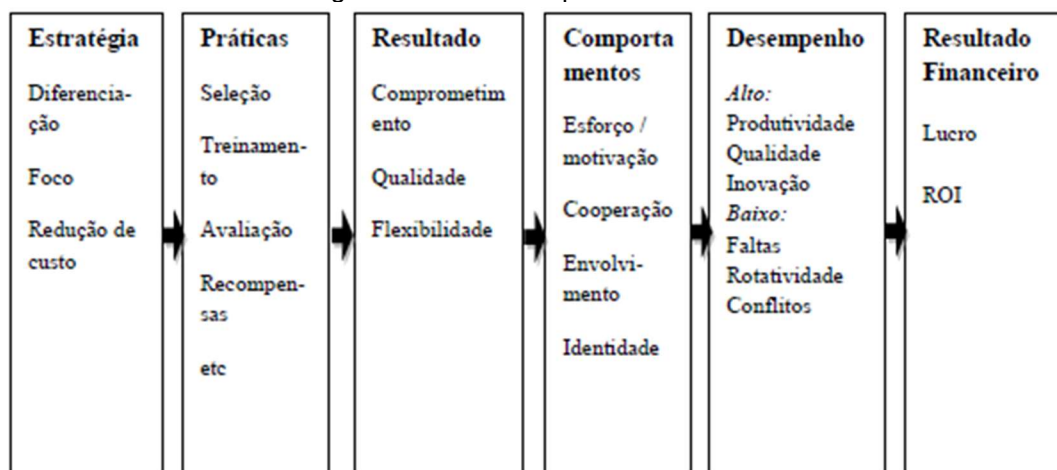 Estratégia
Diferencia-
ção
Foco
Redução de
custo
Práticas
Seleção
Treinamen-
to
Avaliação
Recompen-
sas
etc
Resultado
Comprometim
ento
Qualidade
Flexibilidade
Comporta
mentos
Esforço /
motivação
Cooperação
Envolvi-
mento
Identidade
Desempenho
Alto:
Produtividade
Qualidade
Inovação
Baixo:
Faltas
Rotatividade
Conflitos
Resultado
Financeiro
Lucro
ROI